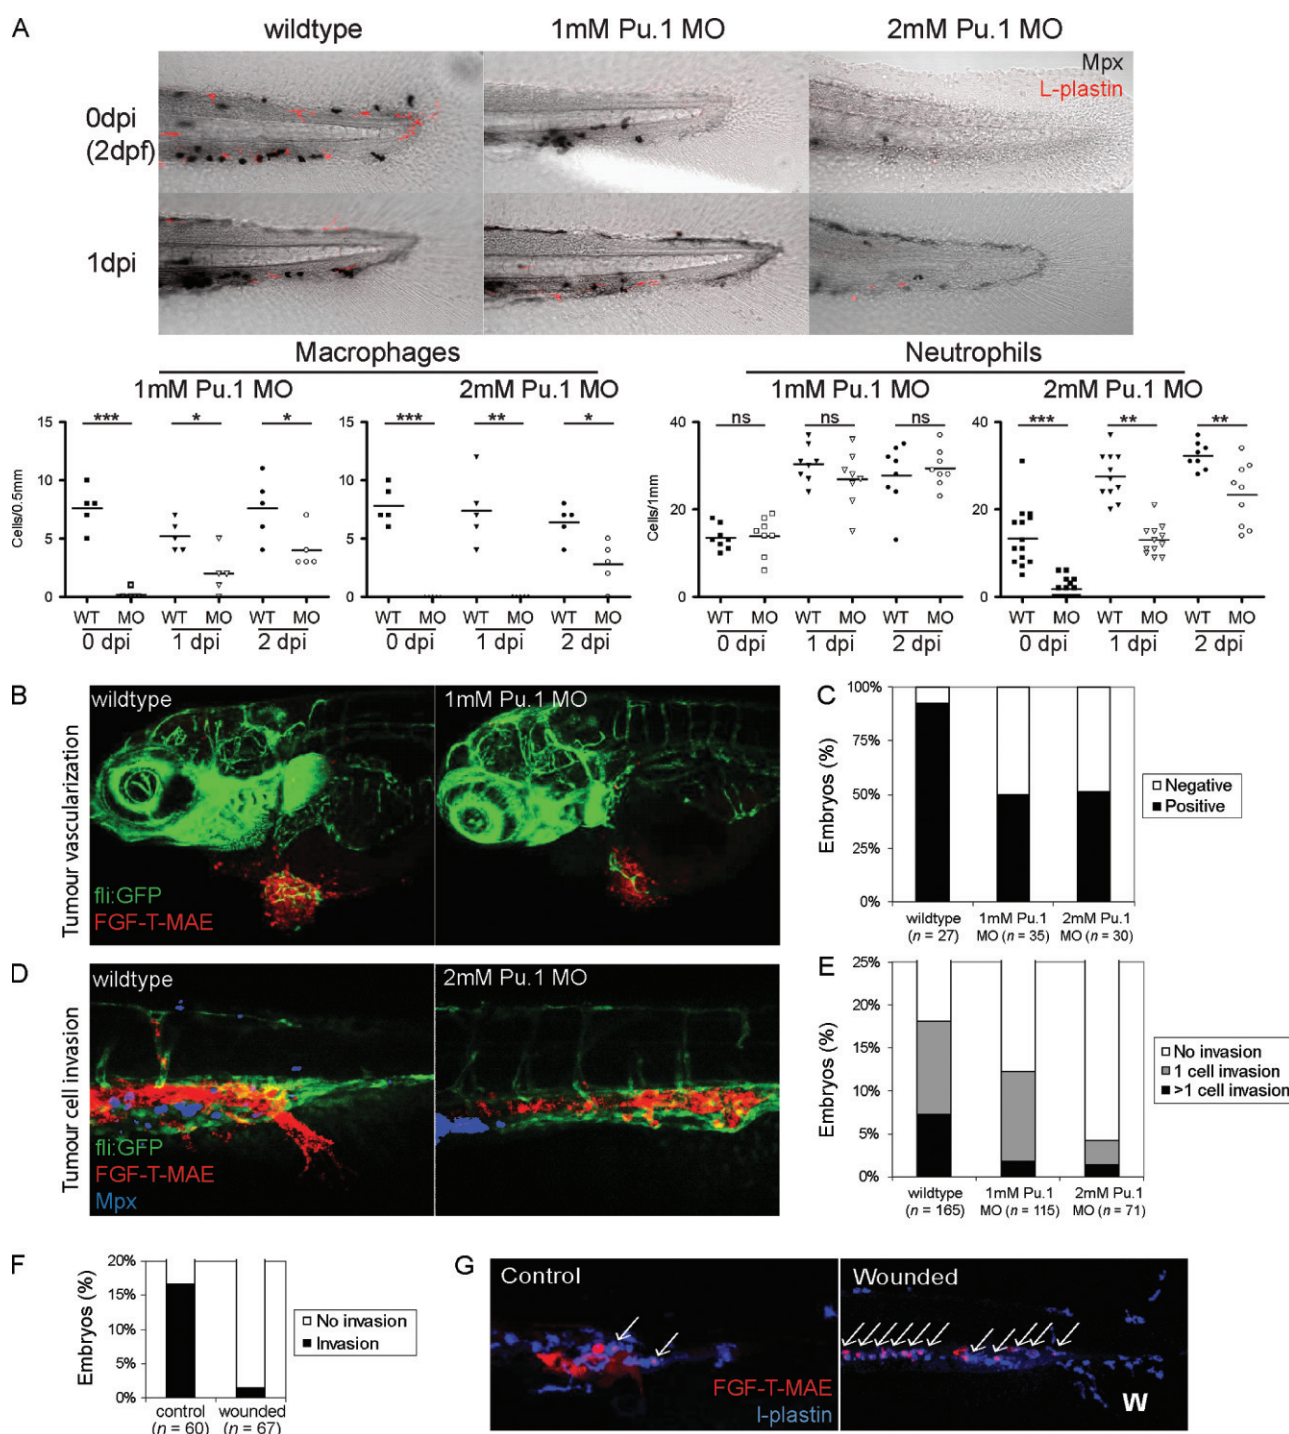 A
wildtype
1mM Pu.1 MO
2mM Pu.1 MO
Mpx
L-plastin
0dpi
(2dpf)
1dpi
Macrophages
Neutrophils
1mM Pu.1 MO
2mM Pu.1 MO
1mM Pu.1 MO
2mM Pu.1 MO
Cells/0.5mm
15
10
5
0
*** * *
WT MO WT MO WT MO
0 dpi 1 dpi 2 dpi
15
10
5
0
*** ** *
WT MO WT MO WT MO
0 dpi 1 dpi 2 dpi
Cells/1mm
40
20
0
ns ns ns
WT MO WT MO WT MO
0 dpi 1 dpi 2 dpi
40
20
0
*** ** **
WT MO WT MO WT MO
0 dpi 1 dpi 2 dpi
B
Tumour vascularization
wildtype
1mM Pu.1 MO
fli:GFP
FGF-T-MAE
C
Embryos (%)
100%
75%
50%
25%
0%
Negative
Positive
wildtype 1mM Pu.1 2mM Pu.1
(n = 27) MO (n = 35) MO (n = 30)
D
Tumour cell invasion
wildtype
2mM Pu.1 MO
fli:GFP
FGF-T-MAE
Mpx
E
Embryos (%)
25%
20%
15%
10%
5%
0%
No invasion
1 cell invasion
>1 cell invasion
wildtype 1mM Pu.1 2mM Pu.1
(n = 165) MO (n = 115) MO (n = 71)
F
Embryos (%)
20%
15%
10%
5%
0%
No invasion
Invasion
control wounded
(n = 60) (n = 67)
G
Control
Wounded
FGF-T-MAE
l-plastin
W